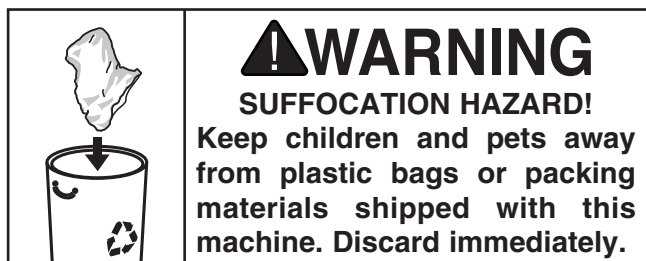 WARNING
SUFFOCATION HAZARD!
Keep children and pets away
from plastic bags or packing
materials shipped with this
machine. Discard immediately.